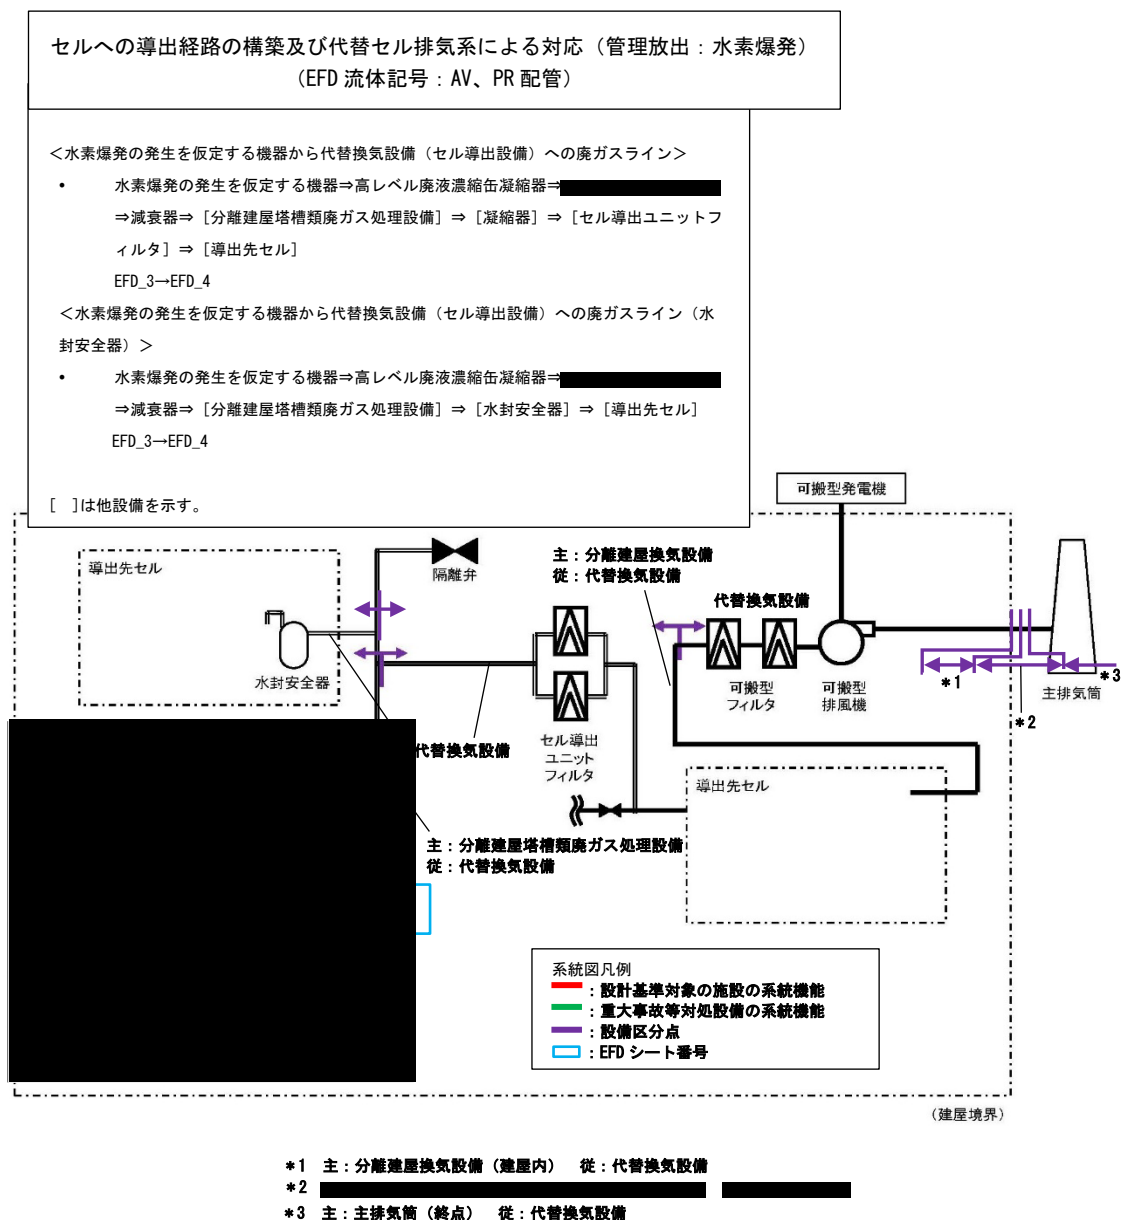 セルへの導出経路の構築及び代替セル排気系による対応（管理放出：水素爆発）
（EFD 流体記号：AV、PR 配管）
＜水素爆発の発生を仮定する機器から代替換気設備（セル導出設備）への廃ガスライン＞
• 水素爆発の発生を仮定する機器⇒高レベル廃液濃縮缶凝縮器⇒
⇒減衰器⇒［分離建屋塔槽類廃ガス処理設備］⇒［凝縮器］⇒［セル導出ユニットフ
ィルタ］⇒［導出先セル］
EFD_3→EFD_4
＜水素爆発の発生を仮定する機器から代替換気設備（セル導出設備）への廃ガスライン（水
封安全器）＞
• 水素爆発の発生を仮定する機器⇒高レベル廃液濃縮缶凝縮器⇒
⇒減衰器⇒［分離建屋塔槽類廃ガス処理設備］⇒［水封安全器］⇒［導出先セル］
EFD_3→EFD_4
［　］は他設備を示す。
可搬型発電機
導出先セル
隔離弁
主：分離建屋換気設備
従：代替換気設備
代替換気設備
水封安全器
可搬型
フィルタ
可搬型
排風機
＊1
＊2
＊3
主排気筒
代替換気設備
セル導出
ユニット
フィルタ
導出先セル
主：分離建屋塔槽類廃ガス処理設備
従：代替換気設備
系統図凡例
：設計基準対象の施設の系統機能
：重大事故等対処設備の系統機能
：設備区分点
：EFD シート番号
（建屋境界）
＊1　主：分離建屋換気設備（建屋内）　従：代替換気設備
＊2
＊3　主：主排気筒（終点）　従：代替換気設備